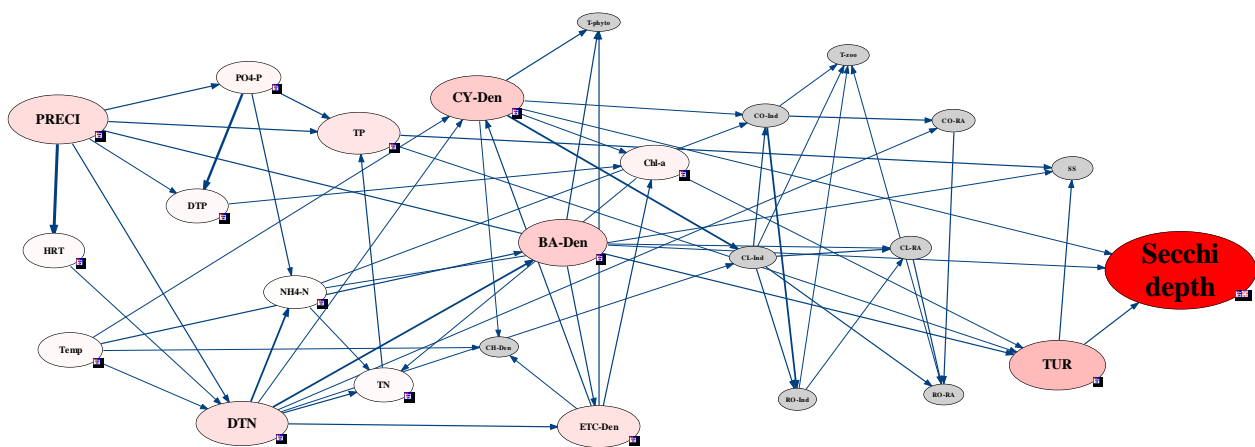 T-phyto
T-zoo
PO4-P
CY-Den
PRECI
CO-Ind
CO-RA
TP
Chl-a
SS
DTP
HRT
BA-Den
CL-RA
CL-Ind
Secchi
depth
NH4-N
Temp
CH-Den
TUR
TN
RO-Ind
RO-RA
DTN
ETC-Den